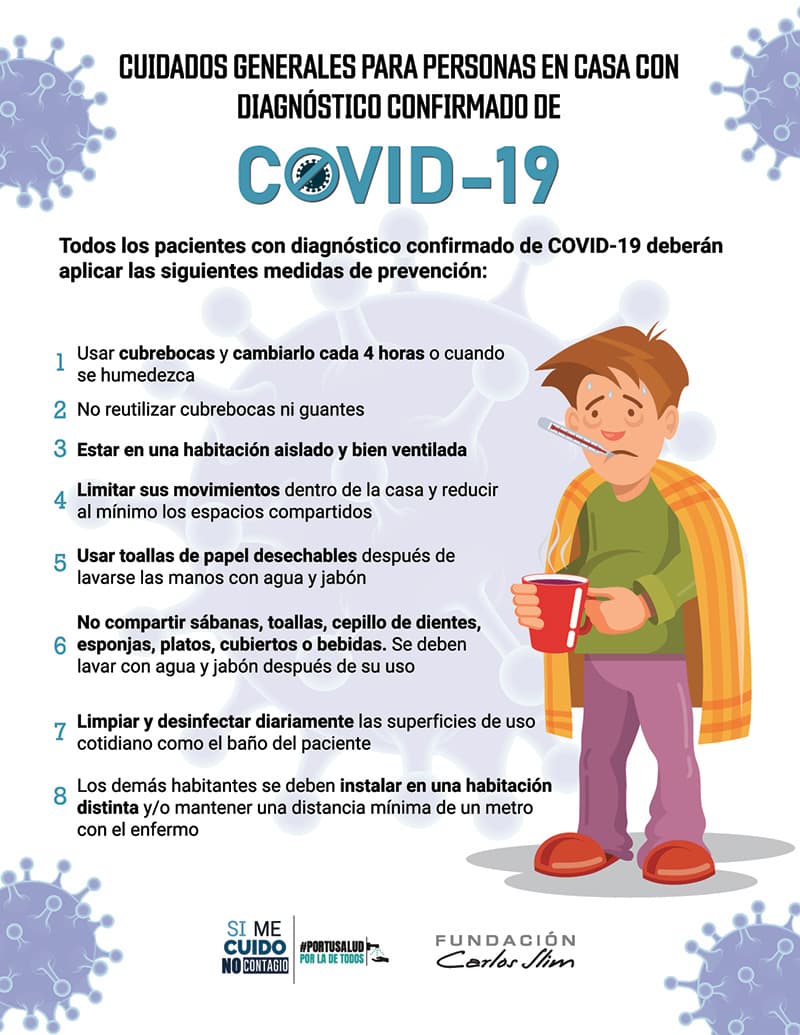 CUIDADOS GENERALES PARA PERSONAS EN CASA CON
DIAGNÓSTICO CONFIRMADO DE
COVID-19
Todos los pacientes con diagnóstico confirmado de COVID-19 deberán
aplicar las siguientes medidas de prevención:
1 Usar cubrebocas y cambiarlo cada 4 horas o cuando
se humedezca
2 No reutilizar cubrebocas ni guantes
3 Estar en una habitación aislado y bien ventilada
4 Limitar sus movimientos dentro de la casa y reducir
al mínimo los espacios compartidos
5 Usar toallas de papel desechables después de
lavarse las manos con agua y jabón
6 No compartir sábanas, toallas, cepillo de dientes,
esponjas, platos, cubiertos o bebidas. Se deben
lavar con agua y jabón después de su uso
7 Limpiar y desinfectar diariamente las superficies de uso
cotidiano como el baño del paciente
8 Los demás habitantes se deben instalar en una habitación
distinta y/o mantener una distancia mínima de un metro
con el enfermo
SI ME
CUIDO
NO CONTAGIO
#PORTUSALUD
POR LA DE TODOS
FUNDACIÓN
Carlos Slim